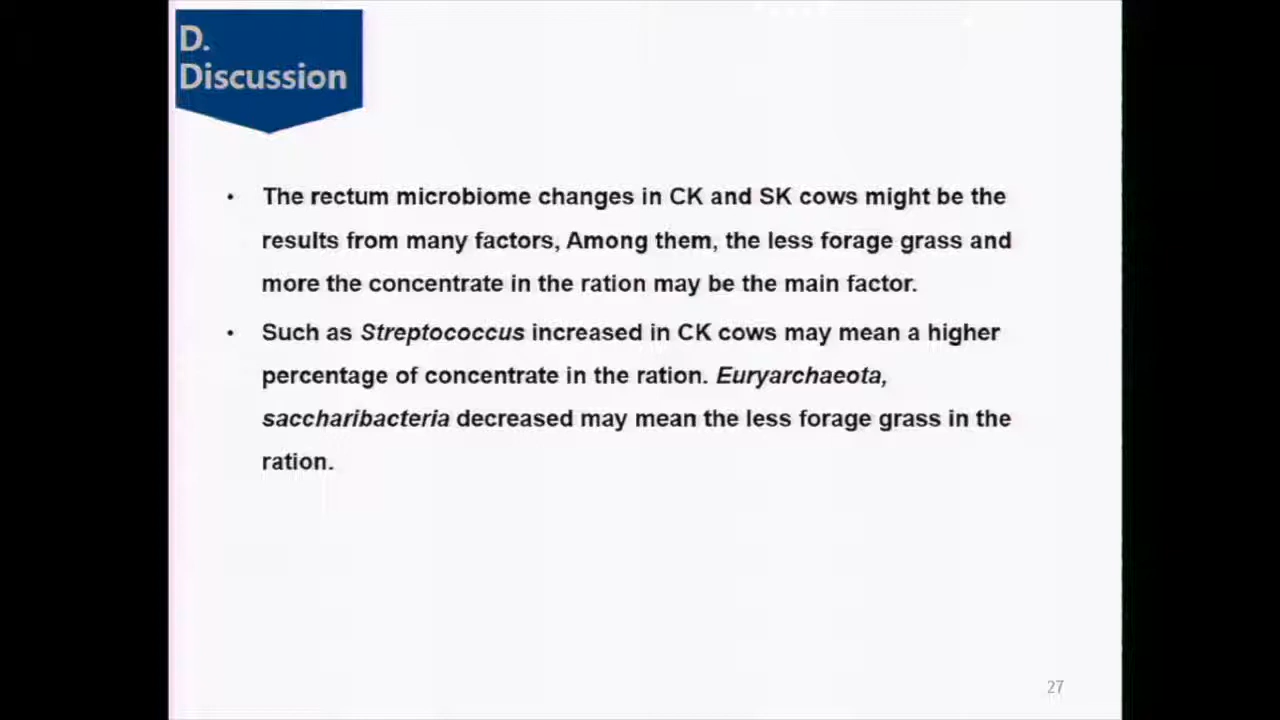 D.
Discussion
• The rectum microbiome changes in CK and SK cows might be the
results from many factors, Among them, the less forage grass and
more the concentrate in the ration may be the main factor.
• Such as Streptococcus increased in CK cows may mean a higher
percentage of concentrate in the ration. Euryarchaeota,
saccharibacteria decreased may mean the less forage grass in the
ration.
27